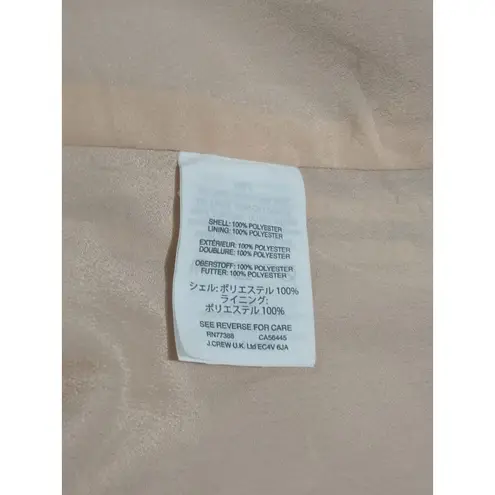 SHELL: 100% POLYESTER
LINING: 100% POLYESTER
EXTÉRIEUR: 100% POLYESTER
DOUBLURE: 100% POLYESTER
OBERSTOFF: 100% POLYESTER
FUTTER: 100% POLYESTER
シェル: ポリエステル 100%
ライニング:
ポリエステル 100%
SEE REVERSE FOR CARE
RN77388 CA56445
J.CREW U.K. Ltd EC4V 6JA